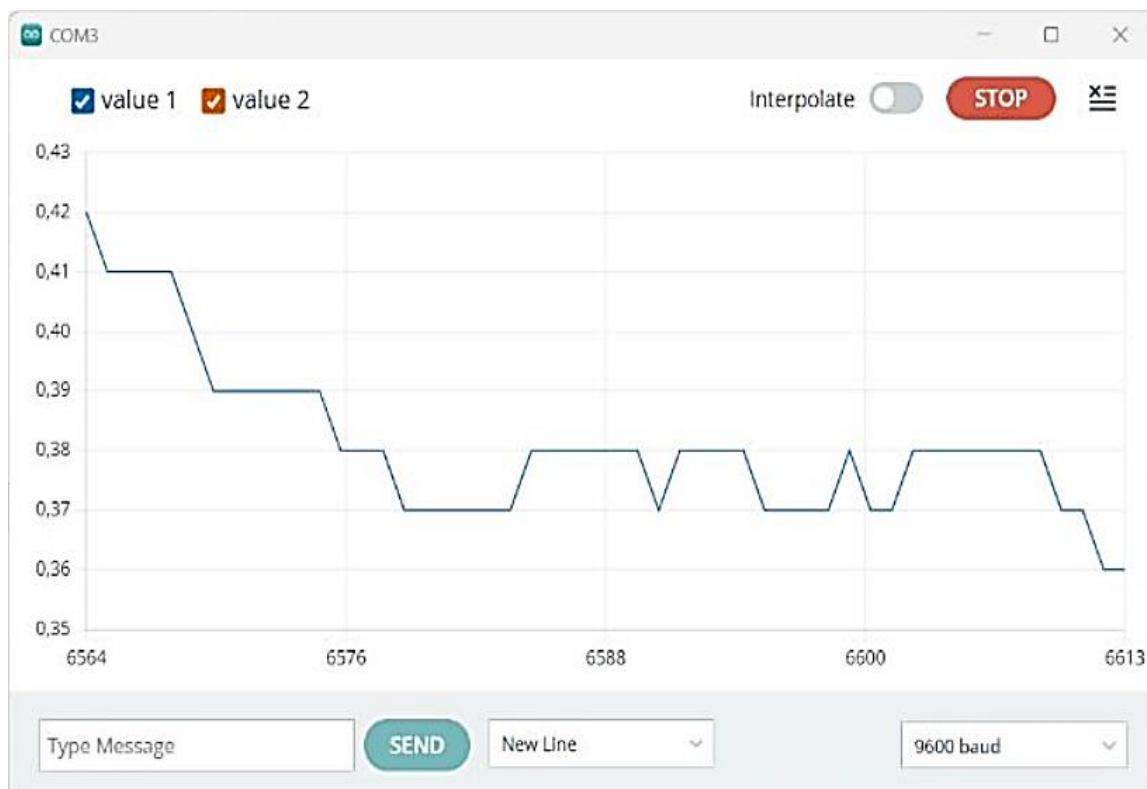 COM3
value 1 value 2 Interpolate STOP
0,43
0,42
0,41
0,40
0,39
0,38
0,37
0,36
0,35
6564 6576 6588 6600 6613
Type Message SEND New Line 9600 baud